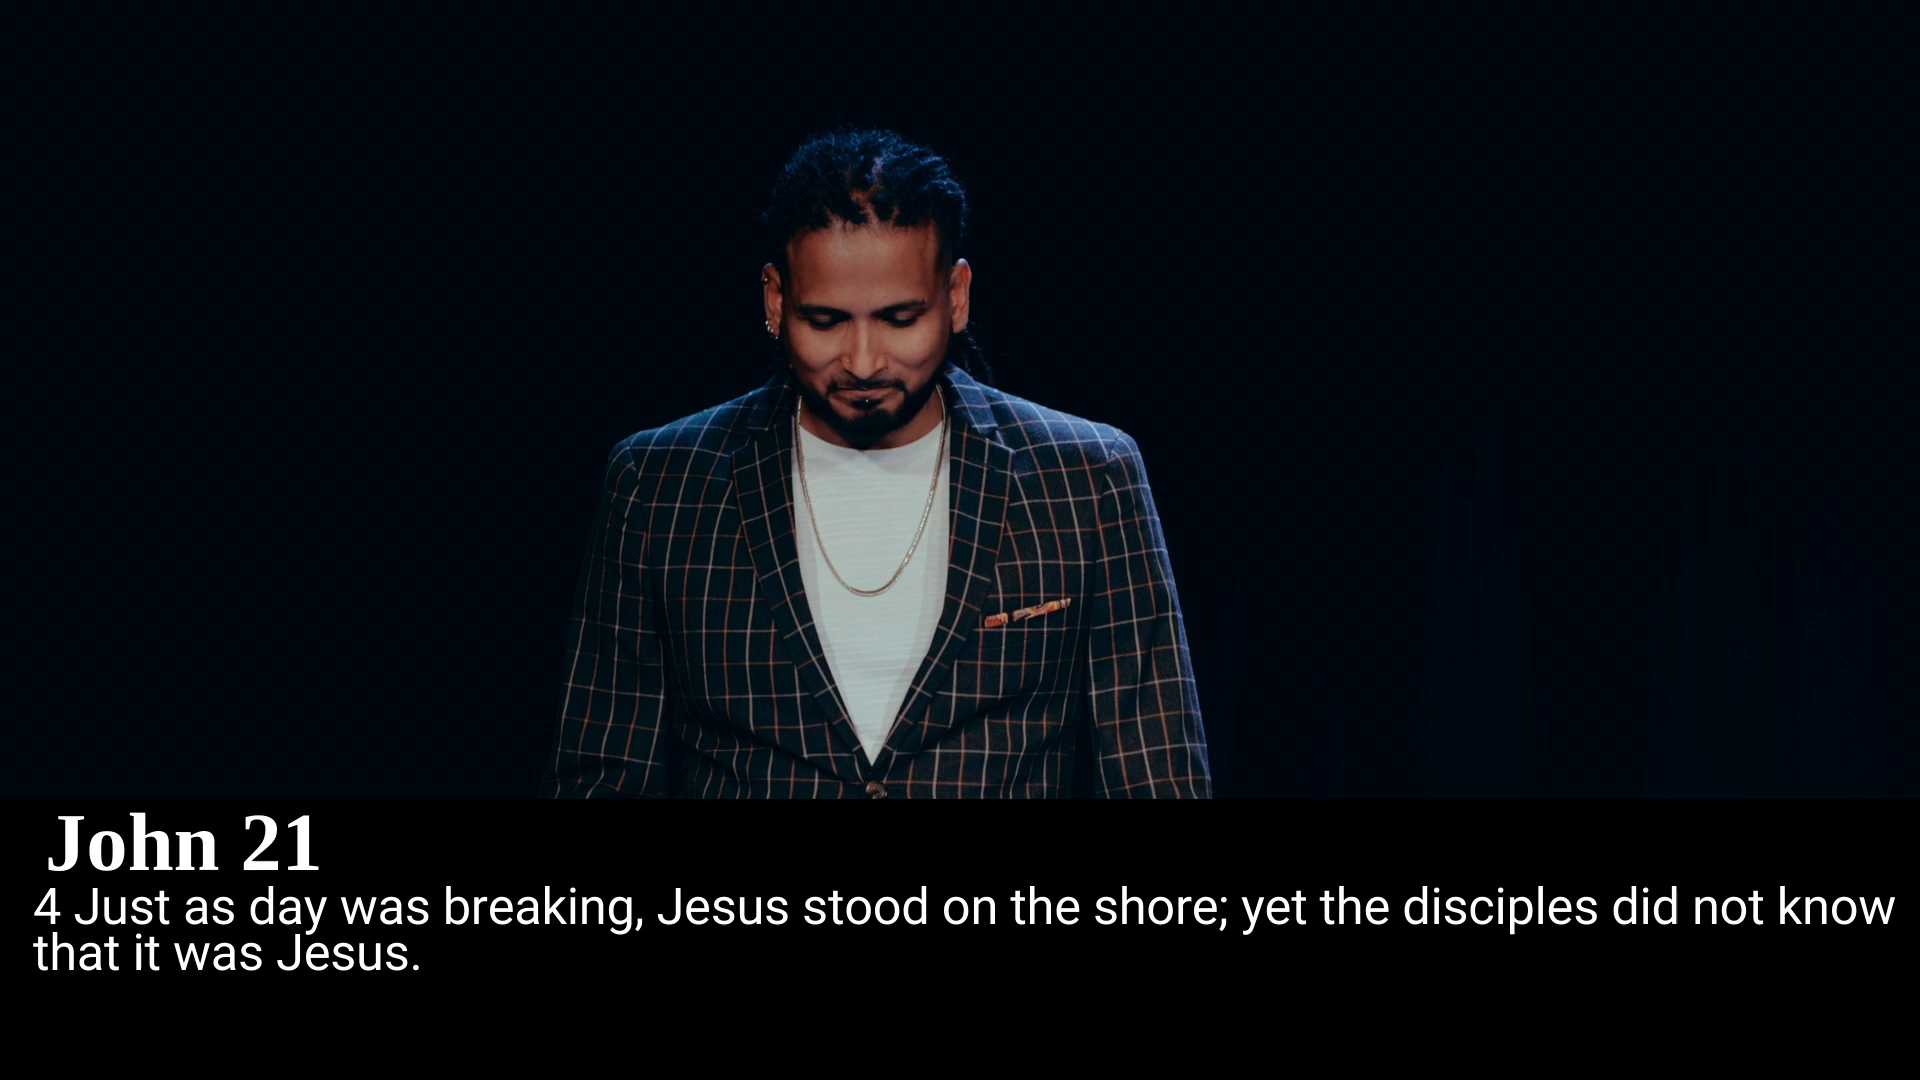 John 21
4 Just as day was breaking, Jesus stood on the shore; yet the disciples did not know
that it was Jesus.